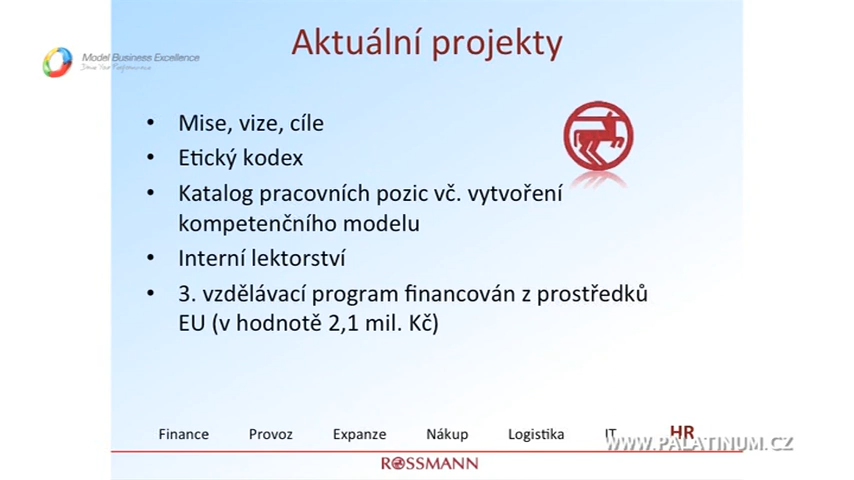 Model Business Excellence
Aktuální projekty
• Mise, vize, cíle
• Etický kodex
• Katalog pracovních pozic vč. vytvoření
kompetenčního modelu
• Interní lektorství
• 3. vzdělávací program financován z prostředků
EU (v hodnotě 2,1 mil. Kč)
Finance Provoz Expanze Nákup Logistika IT HR
WWW.PALATINUM.CZ
ROSSMANN